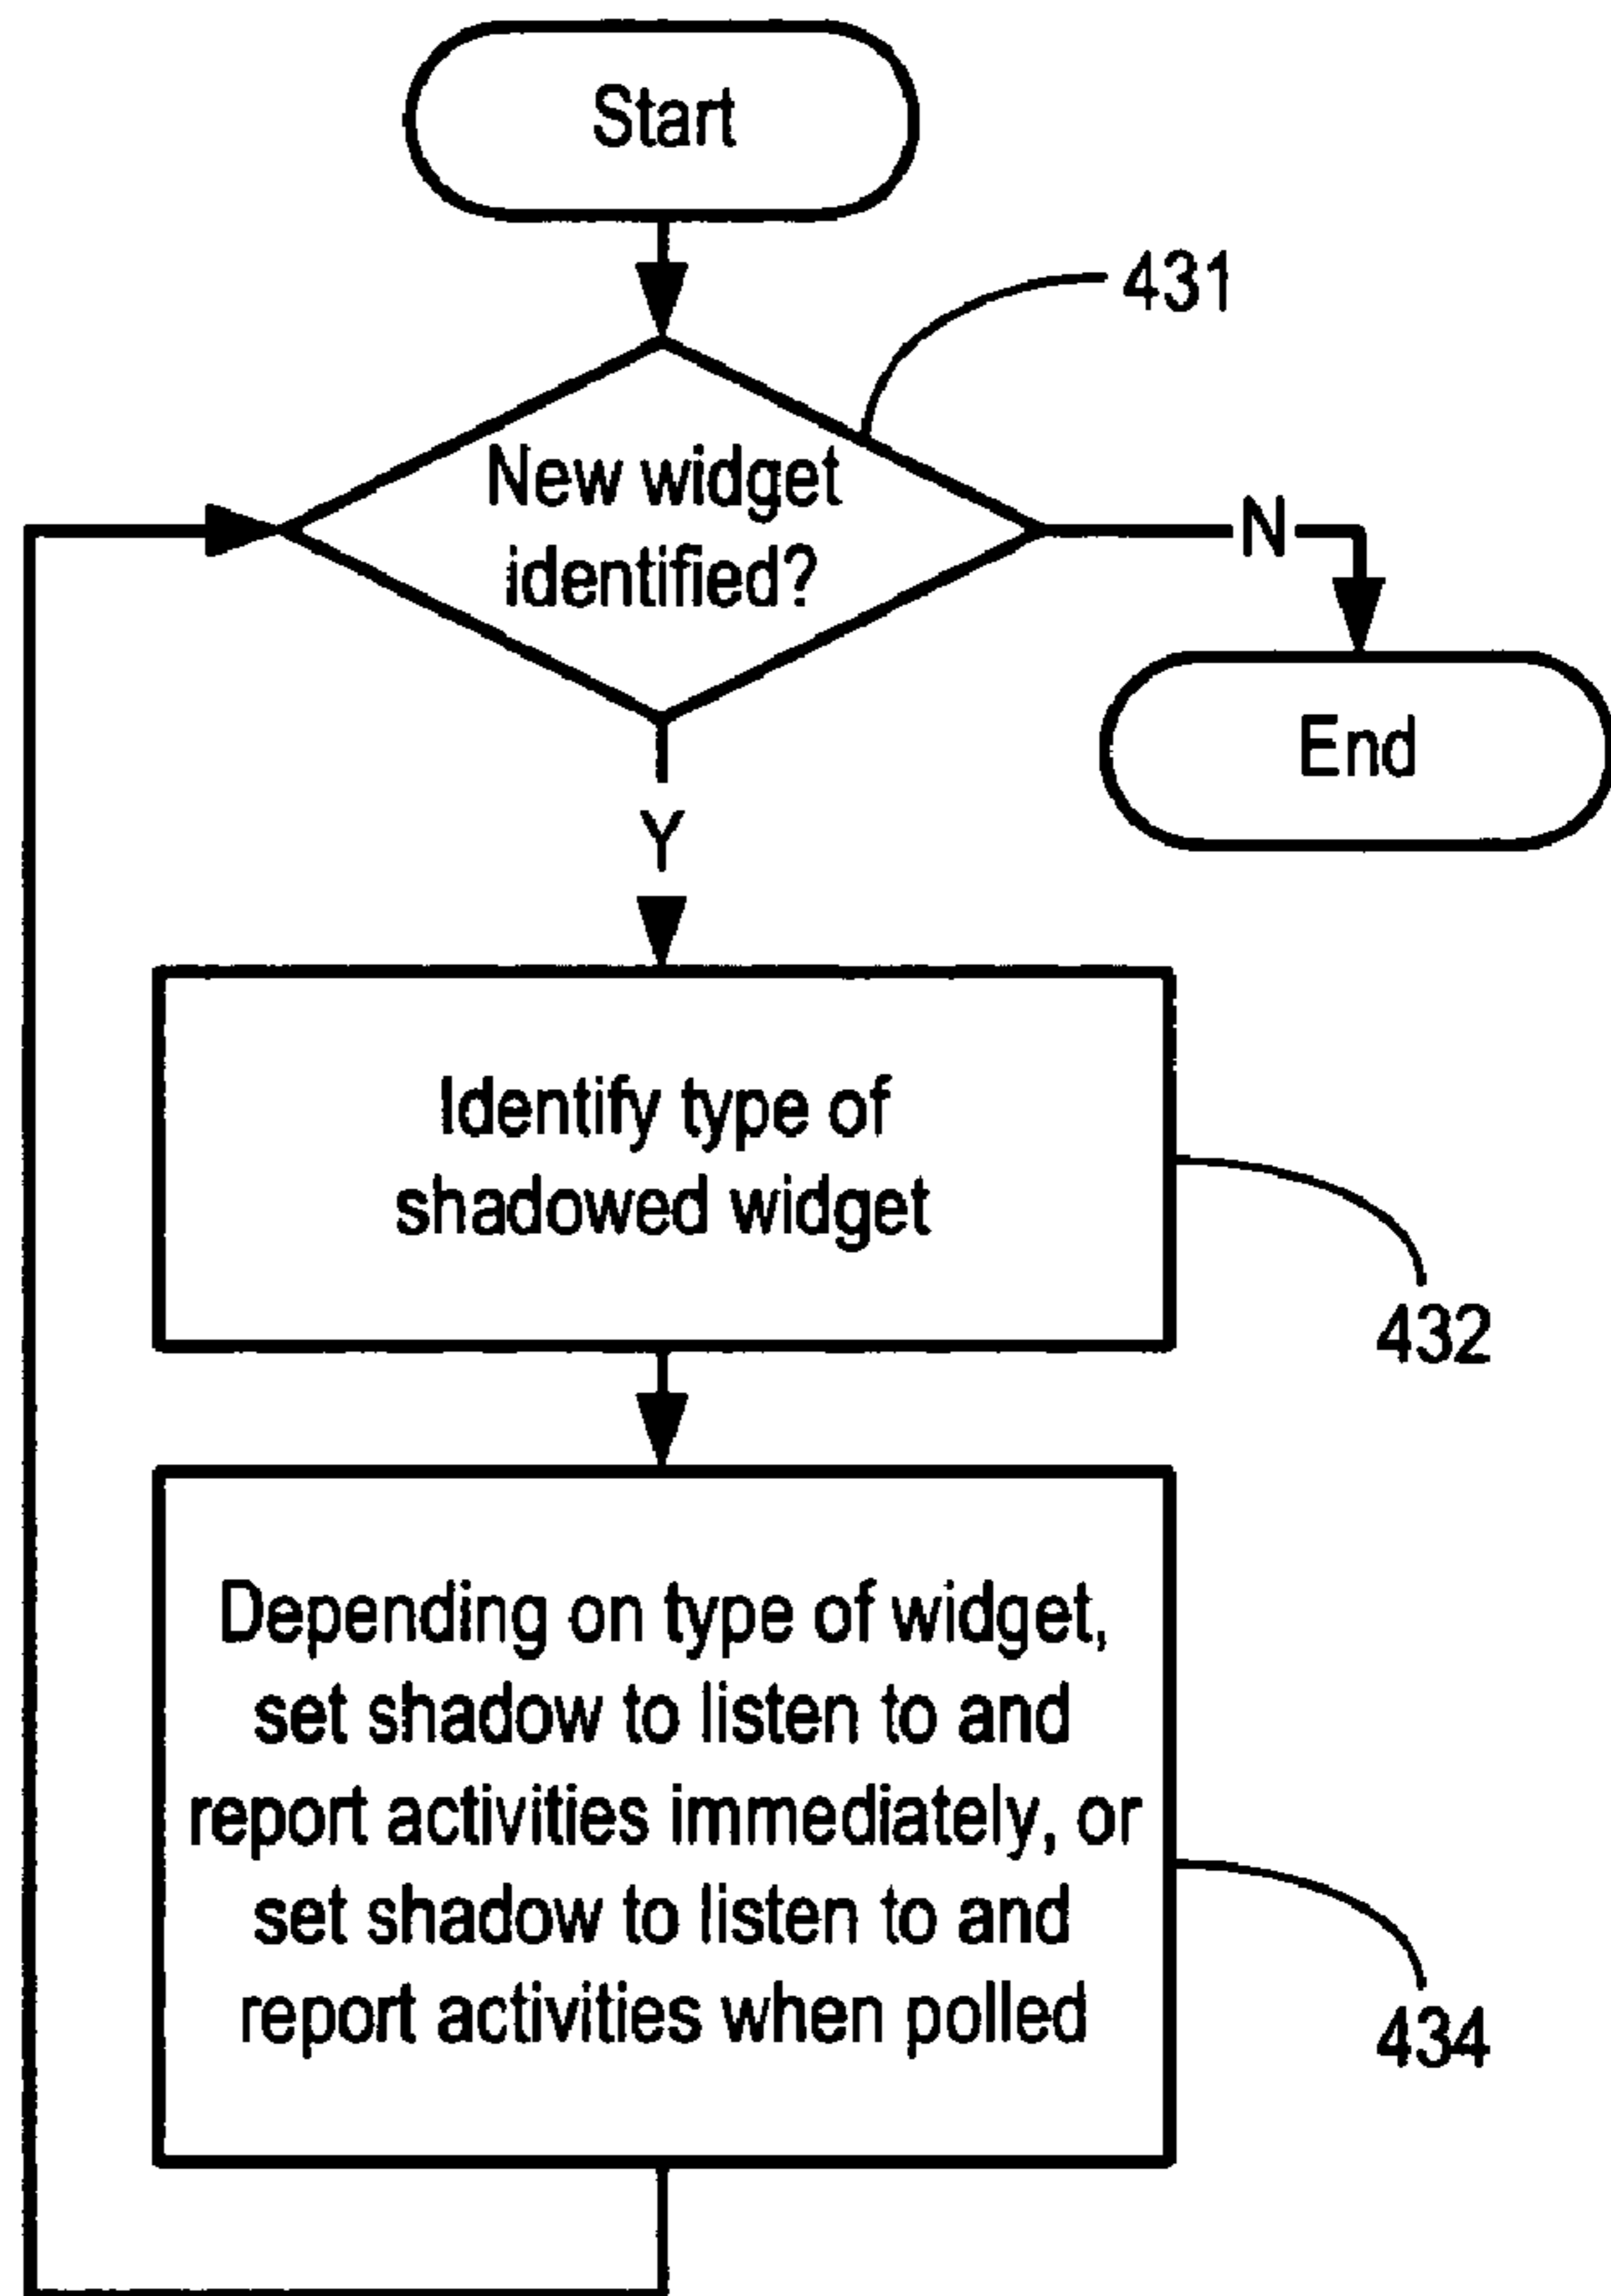 Start
431
New widget
identified?
N
End
Y
Identify type of
shadowed widget
432
Depending on type of widget,
set shadow to listen to and
report activities immediately, or
set shadow to listen to and
report activities when polled
434